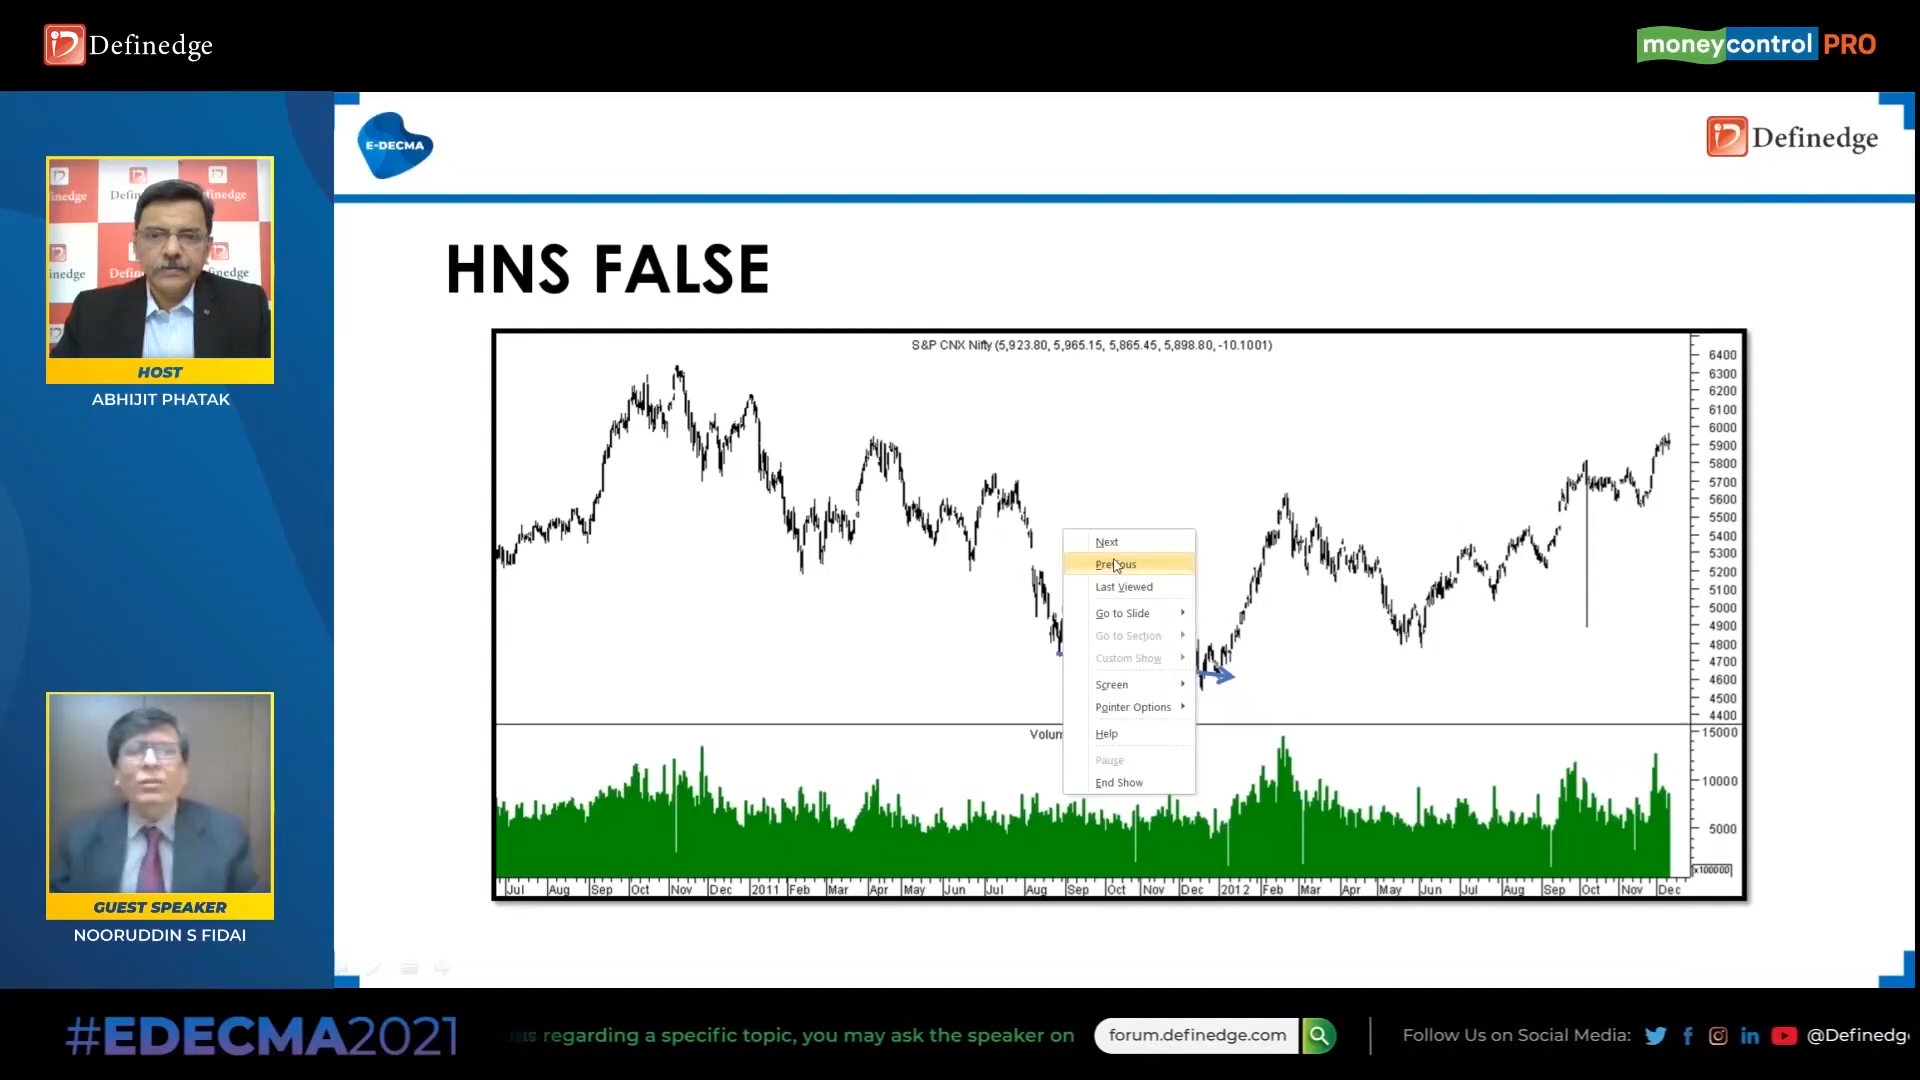 Definedge
moneycontrol PRO
E-DECMA
Definedge
HNS FALSE
HOST
ABHIJIT PHATAK
GUEST SPEAKER
NOORUDDIN S FIDAI
S&P CNX Nifty (5,923.80, 5,965.15, 5,865.45, 5,898.80, -10.1001)
6400
6300
6200
6100
6000
5900
5800
5700
5600
5500
5400
5300
5200
5100
5000
4900
4800
4700
4600
4500
4400
Next
Previous
Last Viewed
Go to Slide
Go to Section
Custom Show
Screen
Pointer Options
Help
Pause
End Show
Volum
15000
10000
5000
x100000
Jul Aug Sep Oct Nov Dec 2011 Feb Mar Apr May Jun Jul Aug Sep Oct Nov Dec 2012 Feb Mar Apr May Jun Jul Aug Sep Oct Nov Dec
#EDECMA2021
regarding a specific topic, you may ask the speaker on
forum.definedge.com
Follow Us on Social Media:
@Definedg